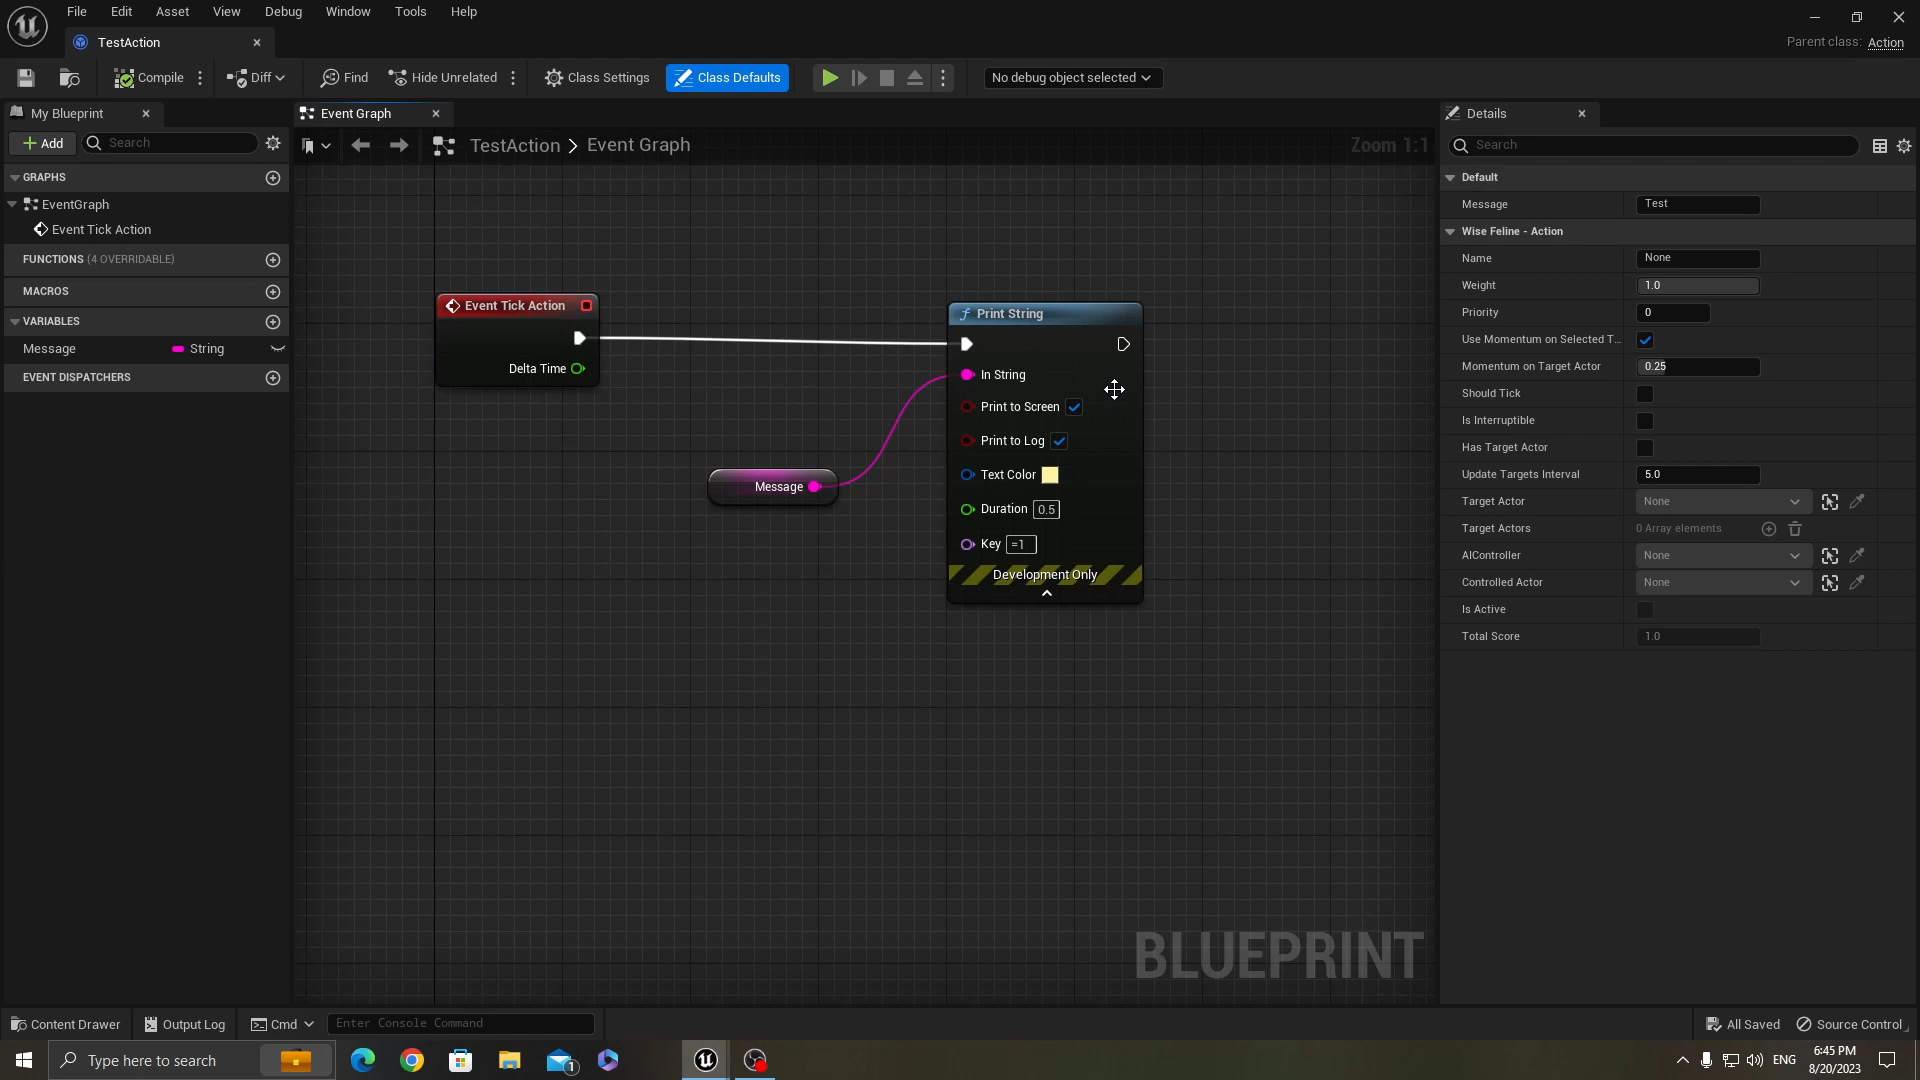 File Edit Asset View Debug Window Tools Help
TestAction
Parent class: Action
Compile Diff Find Hide Unrelated Class Settings Class Defaults No debug object selected
My Blueprint
Add Search
GRAPHS
EventGraph
Event Tick Action
FUNCTIONS (4 OVERRIDABLE)
MACROS
VARIABLES
Message String
EVENT DISPATCHERS
Event Graph
TestAction > Event Graph Zoom 1:1
Event Tick Action
Delta Time
Message
Print String
In String
Print to Screen
Print to Log
Text Color
Duration 0.5
Key =1
Development Only
BLUEPRINT
Details
Search
Default
Message Test
Wise Feline - Action
Name None
Weight 1.0
Priority 0
Use Momentum on Selected T...
Momentum on Target Actor 0.25
Should Tick
Is Interruptible
Has Target Actor
Update Targets Interval 5.0
Target Actor None
Target Actors 0 Array elements
AIController None
Controlled Actor None
Is Active
Total Score 1.0
Content Drawer Output Log Cmd Enter Console Command All Saved Source Control
Type here to search 1 ENG 6:45 PM
8/20/2023